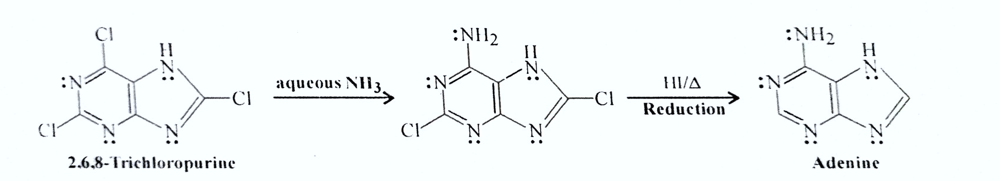 Cl
H
:N
N
Cl
Cl
N
N
2,6,8-Trichloropurine
aqueous NH3
:NH2
H
:N
N
Cl
Cl
N
N
HI/Δ
Reduction
:NH2
H
:N
N
N
N
Adenine